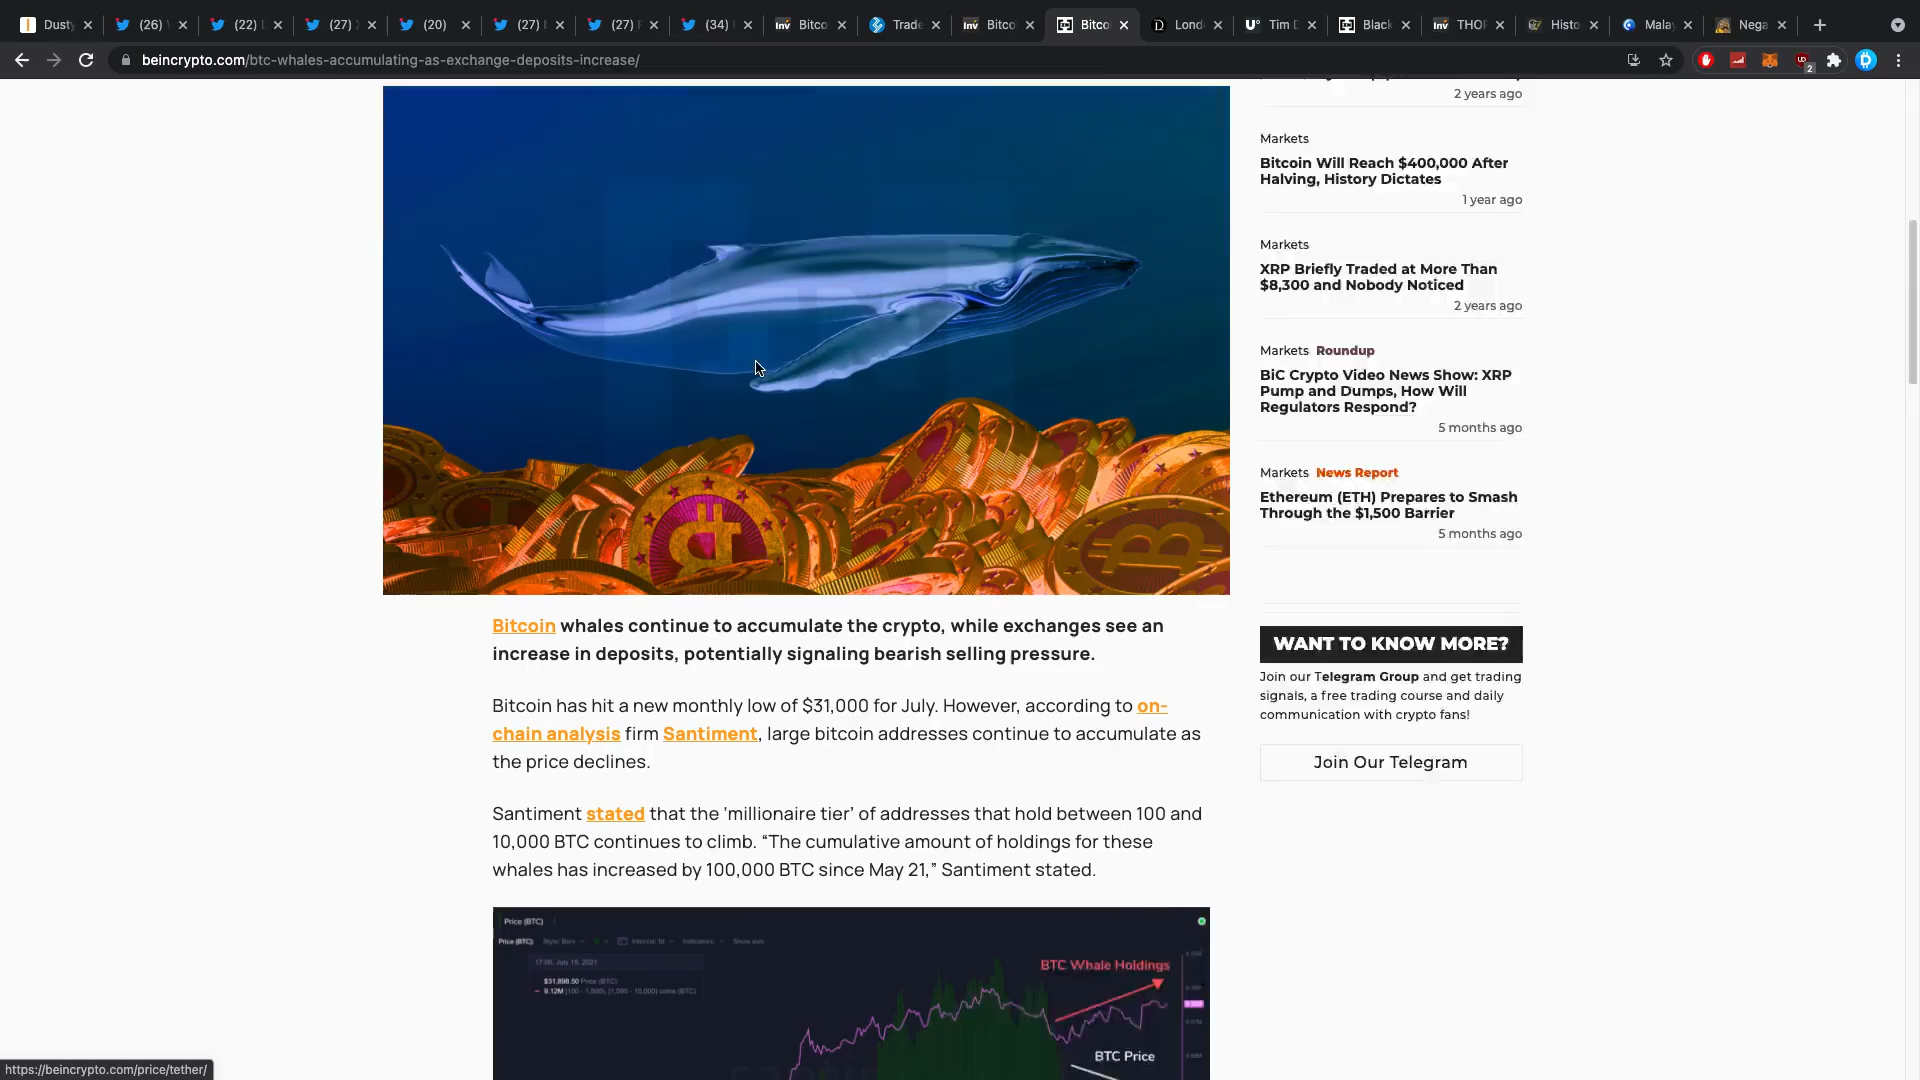 Dusty
(26)
(22)
(27)
(20)
(27)
(27)
(34)
Bitco
Trade
Bitco
Bitco
Lond
Tim D
Black
THOR
Histo
Malay
Nega
beincrypto.com/btc-whales-accumulating-as-exchange-deposits-increase/
2
2 years ago
Markets
Bitcoin Will Reach $400,000 After
Halving, History Dictates
1 year ago
Markets
XRP Briefly Traded at More Than
$8,300 and Nobody Noticed
2 years ago
Markets Roundup
BiC Crypto Video News Show: XRP
Pump and Dumps, How Will
Regulators Respond?
5 months ago
Markets News Report
Ethereum (ETH) Prepares to Smash
Through the $1,500 Barrier
5 months ago
WANT TO KNOW MORE?
Join our Telegram Group and get trading
signals, a free trading course and daily
communication with crypto fans!
Join Our Telegram
Bitcoin whales continue to accumulate the crypto, while exchanges see an
increase in deposits, potentially signaling bearish selling pressure.
Bitcoin has hit a new monthly low of $31,000 for July. However, according to on-
chain analysis firm Santiment, large bitcoin addresses continue to accumulate as
the price declines.
Santiment stated that the ‘millionaire tier’ of addresses that hold between 100 and
10,000 BTC continues to climb. “The cumulative amount of holdings for these
whales has increased by 100,000 BTC since May 21,” Santiment stated.
Price (BTC)
Price (BTC) Style: Bars Interval: 1d Indicators Show axis
17:00, July 15, 2021
$31,898.50 Price (BTC)
9.12M [100 - 1,000), [1,000 - 10,000) coins (BTC)
BTC Whale Holdings
BTC Price
https://beincrypto.com/price/tether/